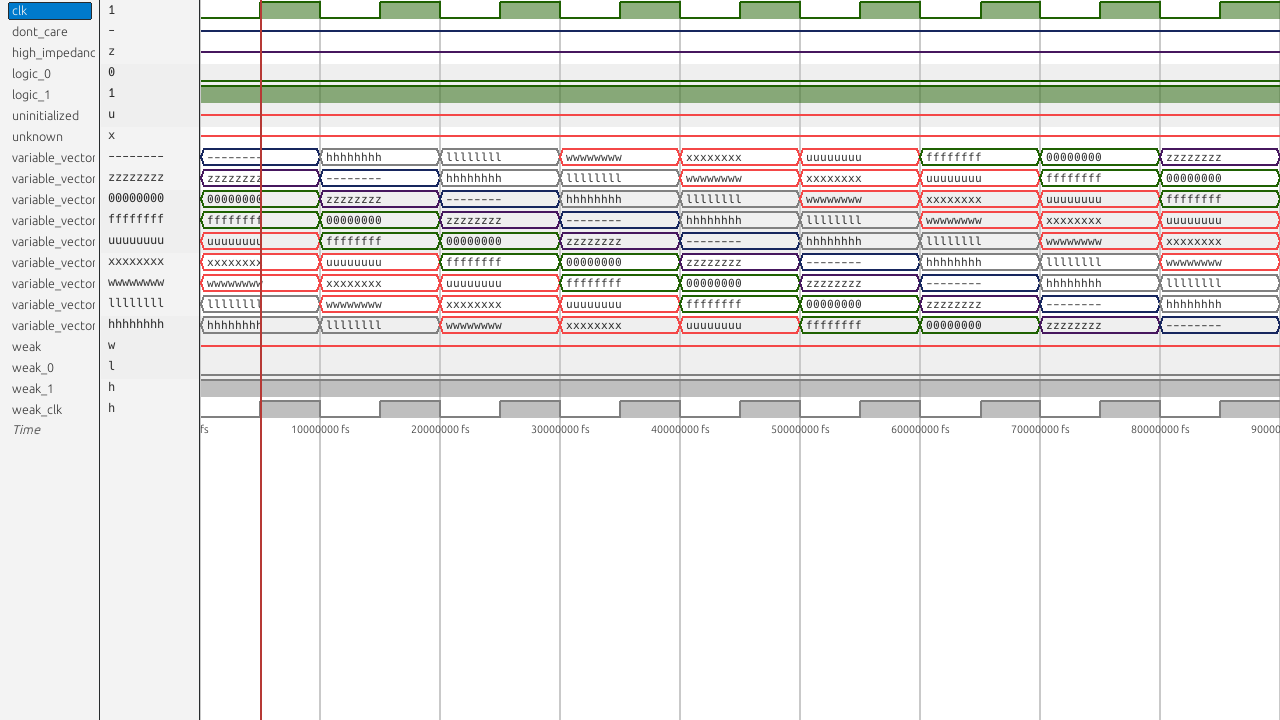 clk 1
dont_care -
high_impedanc z
logic_0 0
logic_1 1
uninitialized u
unknown x
variable_vector -------- -------- hhhhhhhh llllllll wwwwwwww xxxxxxxx uuuuuuuu ffffffff 00000000 zzzzzzzz
variable_vector zzzzzzzz zzzzzzzz -------- hhhhhhhh llllllll wwwwwwww xxxxxxxx uuuuuuuu ffffffff 00000000
variable_vector 00000000 00000000 zzzzzzzz -------- hhhhhhhh llllllll wwwwwwww xxxxxxxx uuuuuuuu ffffffff
variable_vector ffffffff ffffffff 00000000 zzzzzzzz -------- hhhhhhhh llllllll wwwwwwww xxxxxxxx uuuuuuuu
variable_vector uuuuuuuu uuuuuuuu ffffffff 00000000 zzzzzzzz -------- hhhhhhhh llllllll wwwwwwww xxxxxxxx
variable_vector xxxxxxxx xxxxxxxx uuuuuuuu ffffffff 00000000 zzzzzzzz -------- hhhhhhhh llllllll wwwwwwww
variable_vector wwwwwwww wwwwwwww xxxxxxxx uuuuuuuu ffffffff 00000000 zzzzzzzz -------- hhhhhhhh llllllll
variable_vector llllllll llllllll wwwwwwww xxxxxxxx uuuuuuuu ffffffff 00000000 zzzzzzzz -------- hhhhhhhh
variable_vector hhhhhhhh hhhhhhhh llllllll wwwwwwww xxxxxxxx uuuuuuuu ffffffff 00000000 zzzzzzzz --------
weak w
weak_0 l
weak_1 h
weak_clk h
Time fs 10000000 fs 20000000 fs 30000000 fs 40000000 fs 50000000 fs 60000000 fs 70000000 fs 80000000 fs 90000